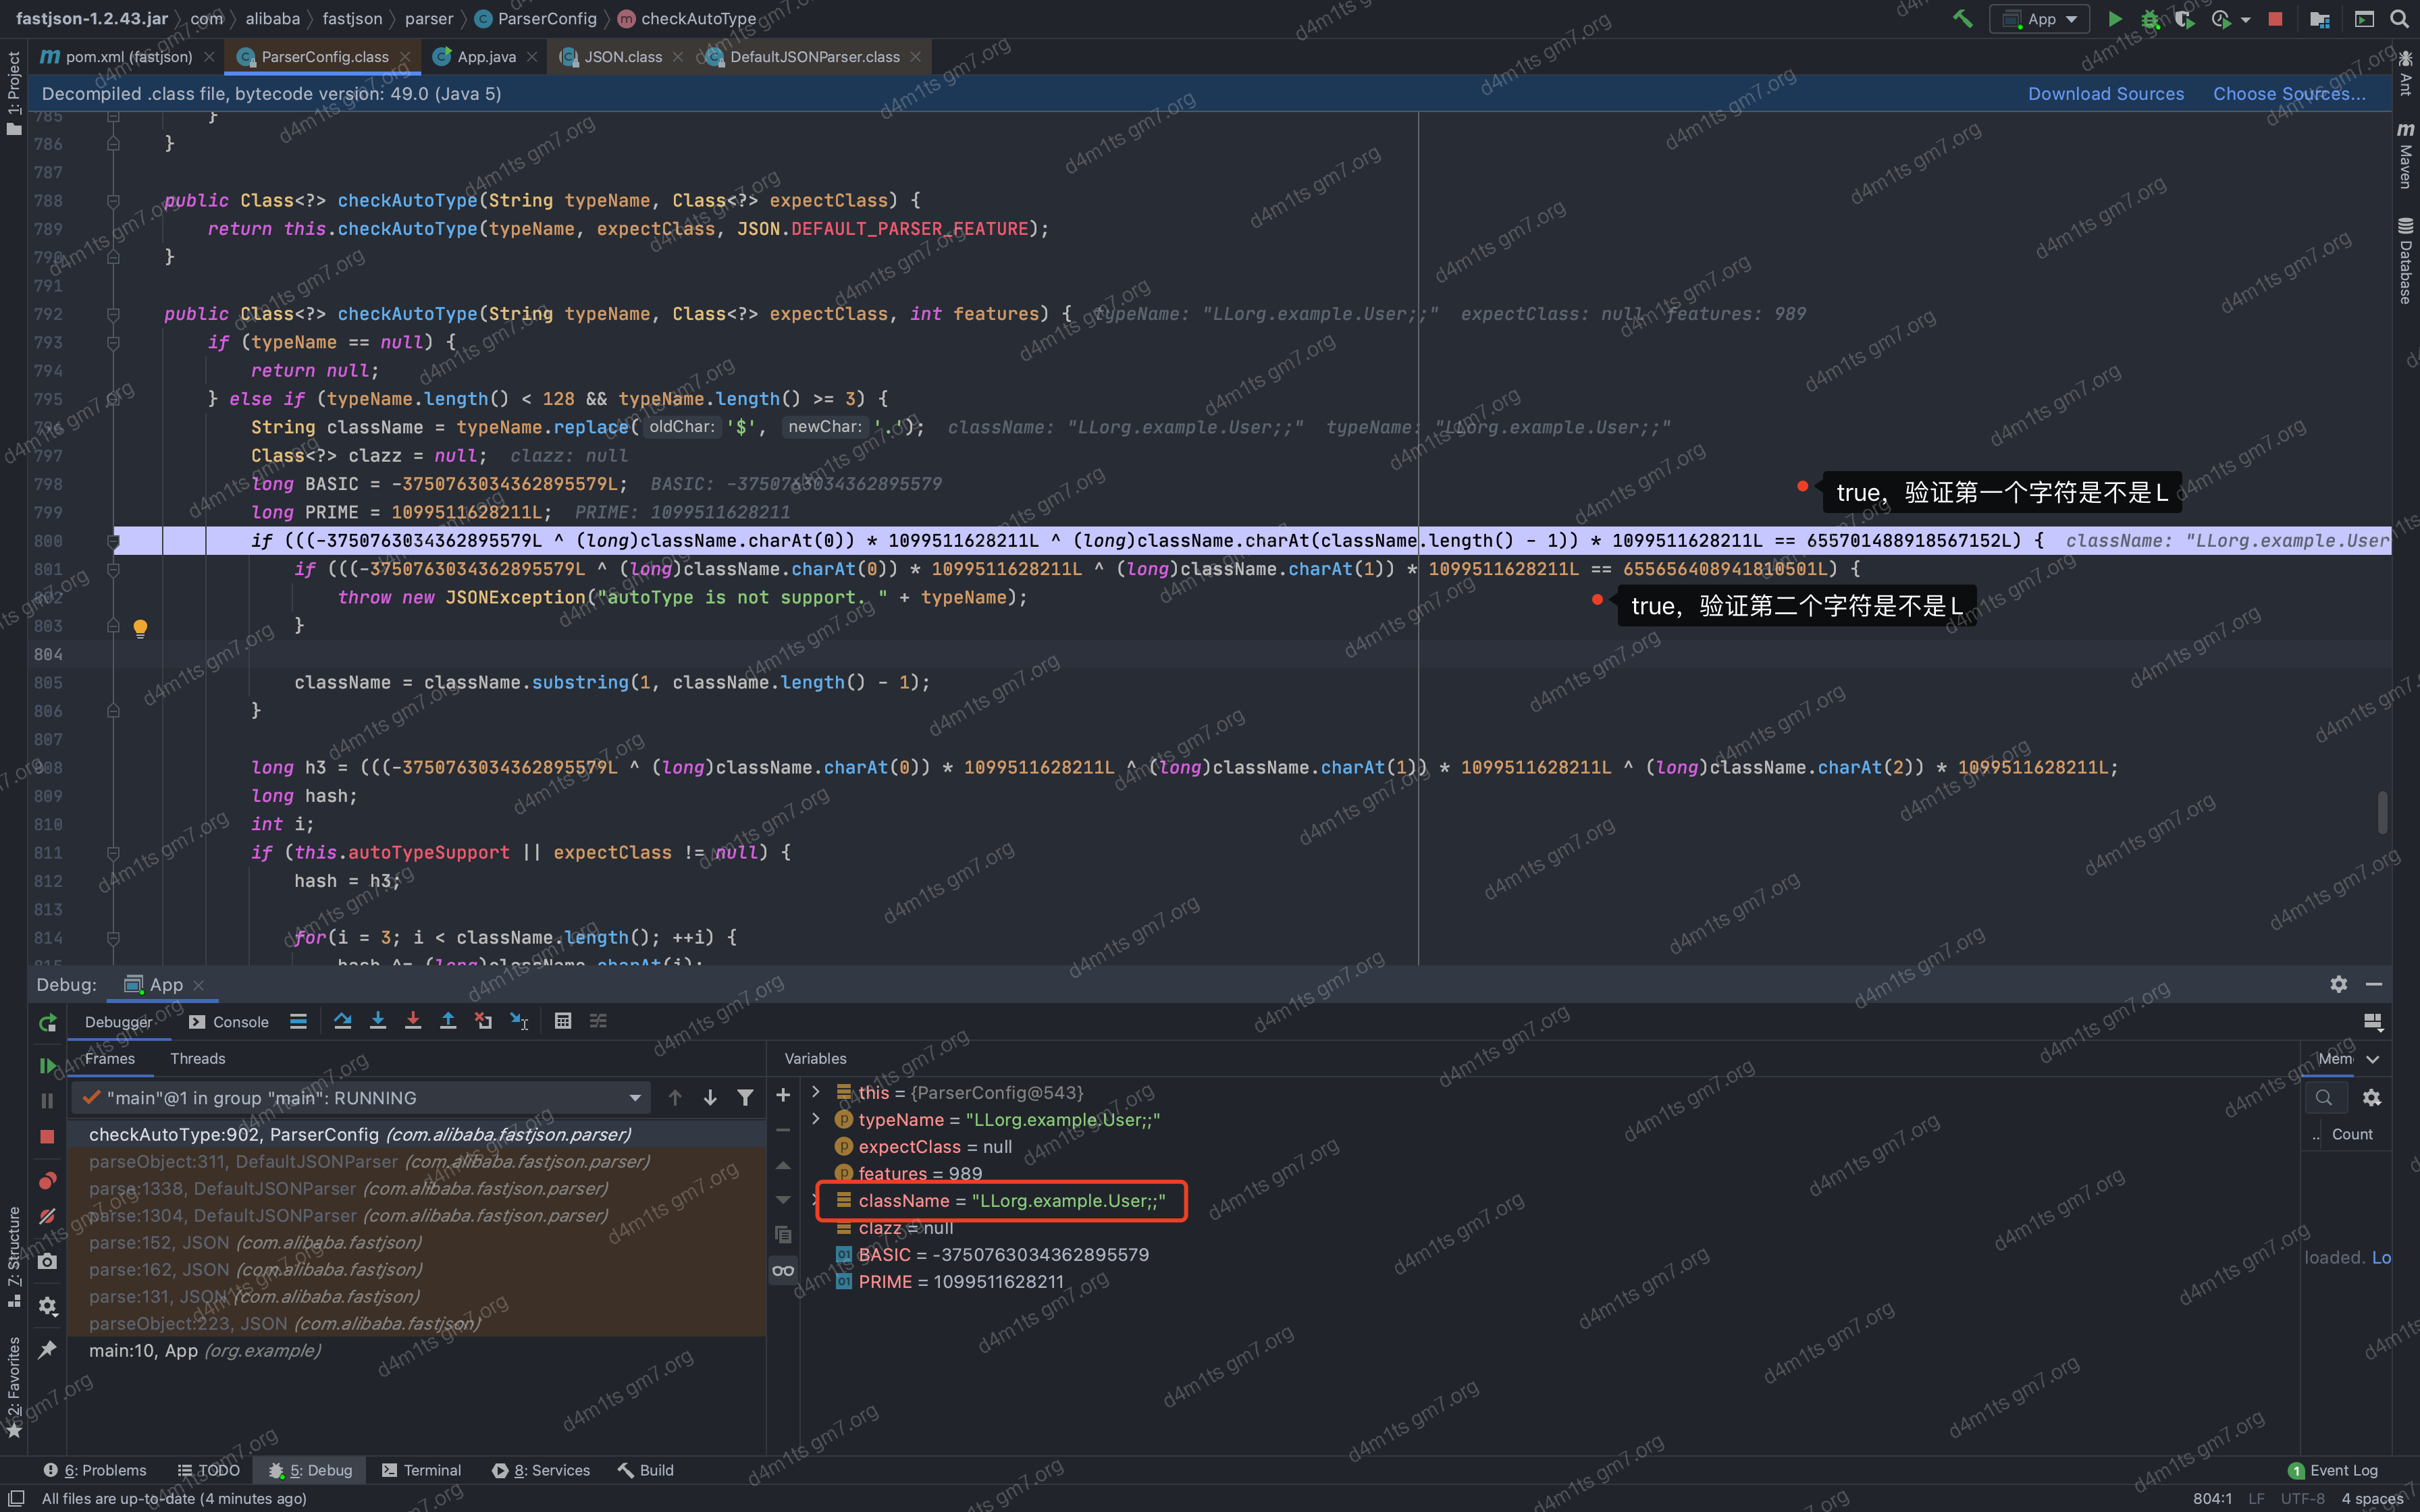 fastjson-1.2.43.jar › com › alibaba › fastjson › parser › ParserConfig › checkAutoType
App
pom.xml (fastjson)
ParserConfig.class
App.java
JSON.class
DefaultJSONParser.class
Decompiled .class file, bytecode version: 49.0 (Java 5)
Download Sources
Choose Sources...
785 }
786 }
787
788 public Class<?> checkAutoType(String typeName, Class<?> expectClass) {
789 return this.checkAutoType(typeName, expectClass, JSON.DEFAULT_PARSER_FEATURE);
790 }
791
792 public Class<?> checkAutoType(String typeName, Class<?> expectClass, int features) { typeName: "LLorg.example.User;;" expectClass: null features: 989
793 if (typeName == null) {
794 return null;
795 } else if (typeName.length() < 128 && typeName.length() >= 3) {
796 String className = typeName.replace( oldChar: '$', newChar: '.'); className: "LLorg.example.User;;" typeName: "LLorg.example.User;;"
797 Class<?> clazz = null; clazz: null
798 long BASIC = -3750763034362895579L; BASIC: -3750763034362895579
799 long PRIME = 1099511628211L; PRIME: 1099511628211
true，验证第一个字符是不是L
800 if (((-3750763034362895579L ^ (long)className.charAt(0)) * 1099511628211L ^ (long)className.charAt(className.length() - 1)) * 1099511628211L == 655701488918567152L) { className: "LLorg.example.User
801 if (((-3750763034362895579L ^ (long)className.charAt(0)) * 1099511628211L ^ (long)className.charAt(1)) * 1099511628211L == 655656408941810501L) {
802 throw new JSONException("autoType is not support. " + typeName);
true，验证第二个字符是不是L
803 }
804
805 className = className.substring(1, className.length() - 1);
806 }
807
808 long h3 = (((-3750763034362895579L ^ (long)className.charAt(0)) * 1099511628211L ^ (long)className.charAt(1)) * 1099511628211L ^ (long)className.charAt(2)) * 1099511628211L;
809 long hash;
810 int i;
811 if (this.autoTypeSupport || expectClass != null) {
812 hash = h3;
813
814 for(i = 3; i < className.length(); ++i) {
815 hash ^= (long)className.charAt(i);
Debug: App
Debugger
Console
Frames
Threads
Variables
Mem
"main"@1 in group "main": RUNNING
checkAutoType:902, ParserConfig (com.alibaba.fastjson.parser)
parseObject:311, DefaultJSONParser (com.alibaba.fastjson.parser)
parse:1338, DefaultJSONParser (com.alibaba.fastjson.parser)
parse:1304, DefaultJSONParser (com.alibaba.fastjson.parser)
parse:152, JSON (com.alibaba.fastjson)
parse:162, JSON (com.alibaba.fastjson)
parse:131, JSON (com.alibaba.fastjson)
parseObject:223, JSON (com.alibaba.fastjson)
main:10, App (org.example)
this = {ParserConfig@543}
typeName = "LLorg.example.User;;"
expectClass = null
features = 989
className = "LLorg.example.User;;"
clazz = null
BASIC = -3750763034362895579
PRIME = 1099511628211
.. Count
loaded. Lo
1: Project
7: Structure
2: Favorites
Ant
Maven
Database
6: Problems
TODO
5: Debug
Terminal
8: Services
Build
1 Event Log
All files are up-to-date (4 minutes ago)
804:1 LF UTF-8 4 spaces
d4m1ts gm7.org